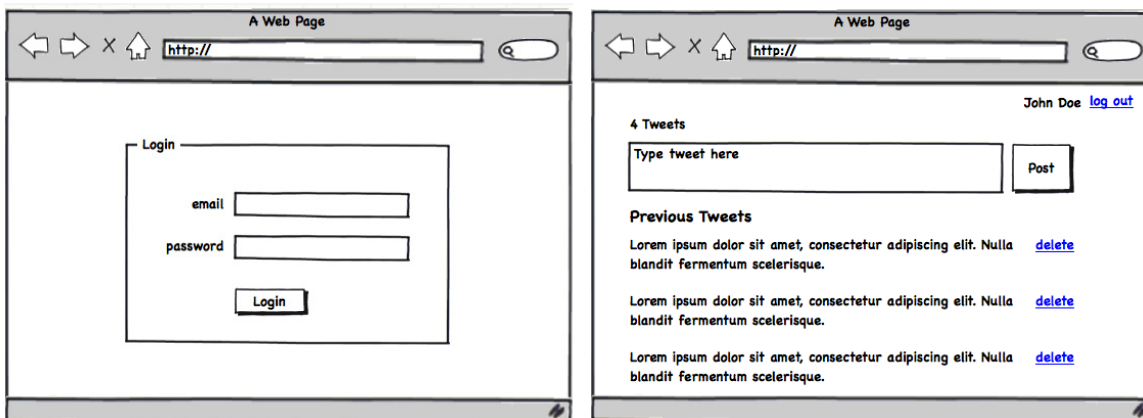 A Web Page
http://
Login
email
password
Login
A Web Page
http://
John Doe log out
4 Tweets
Type tweet here
Post
Previous Tweets
Lorem ipsum dolor sit amet, consectetur adipiscing elit. Nulla delete
blandit fermentum scelerisque.
Lorem ipsum dolor sit amet, consectetur adipiscing elit. Nulla delete
blandit fermentum scelerisque.
Lorem ipsum dolor sit amet, consectetur adipiscing elit. Nulla delete
blandit fermentum scelerisque.